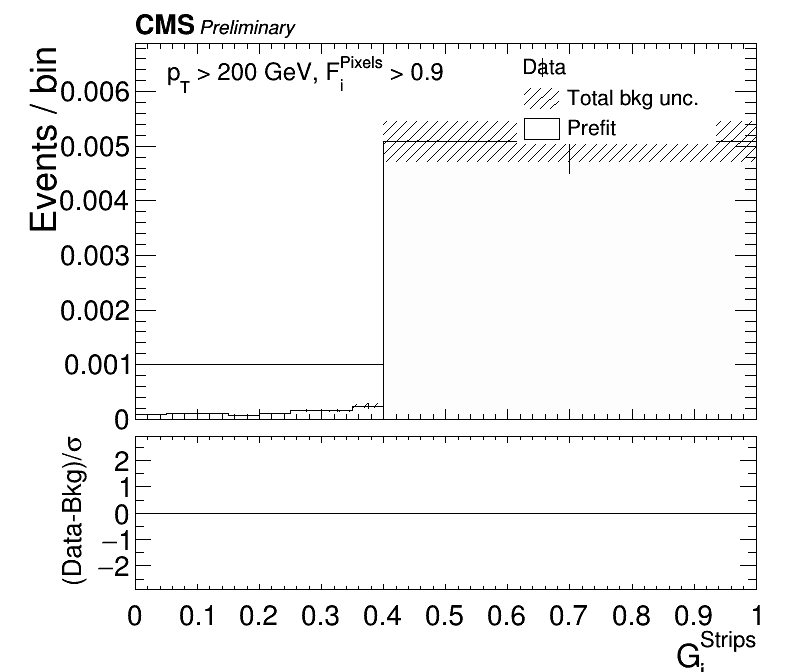 CMS Preliminary
p_T > 200 GeV, F_i^Pixels > 0.9
Data
Total bkg unc.
Prefit
Events / bin
0.006
0.005
0.004
0.003
0.002
0.001
0
(Data-Bkg)/σ
2
1
0
−1
−2
0 0.1 0.2 0.3 0.4 0.5 0.6 0.7 0.8 0.9 1
G_i^Strips